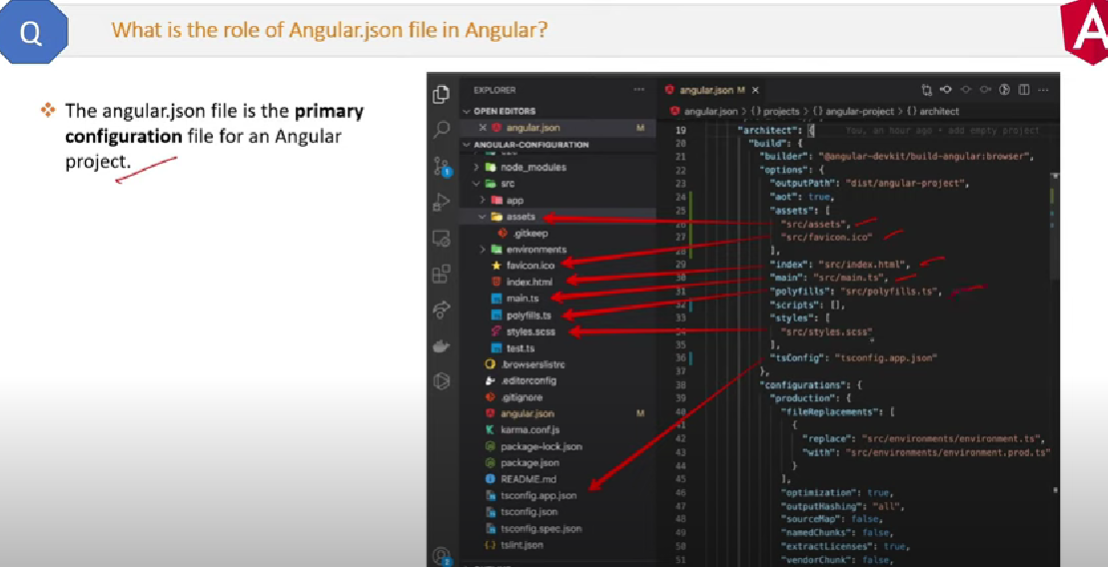 Q
What is the role of Angular.json file in Angular?
A
❖ The angular.json file is the primary
configuration file for an Angular
project.
EXPLORER
OPEN EDITORS
angular.json M
ANGULAR-CONFIGURATION
node_modules
src
app
assets
.gitkeep
environments
favicon.ico
index.html
main.ts
polyfills.ts
styles.scss
test.ts
.browserslistrc
.editorconfig
.gitignore
angular.json M
karma.conf.js
package-lock.json
package.json
README.md
tsconfig.app.json
tsconfig.json
tsconfig.spec.json
tslint.json
1
2
angular.json M
angular.json > {} projects > {} angular-project > {} architect
19 "architect": { You, an hour ago • add empty project
20 "build": {
21 "builder": "@angular-devkit/build-angular:browser",
22 "options": {
23 "outputPath": "dist/angular-project",
24 "aot": true,
25 "assets": [
26 "src/assets",
27 "src/favicon.ico"
28 ],
29 "index": "src/index.html",
30 "main": "src/main.ts",
31 "polyfills": "src/polyfills.ts",
32 "scripts": [],
33 "styles": [
34 "src/styles.scss"
35 ],
36 "tsConfig": "tsconfig.app.json"
37 },
38 "configurations": {
39 "production": {
40 "fileReplacements": [
41 {
42 "replace": "src/environments/environment.ts",
43 "with": "src/environments/environment.prod.ts"
44 }
45 ],
46 "optimization": true,
47 "outputHashing": "all",
48 "sourceMap": false,
49 "namedChunks": false,
50 "extractLicenses": true,
51 "vendorChunk": false,